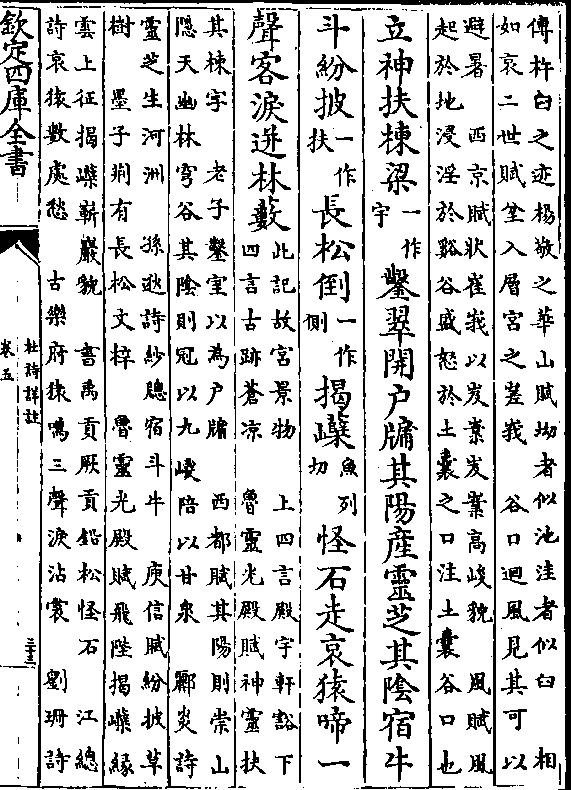 傅杵臼之迹楊敬之華山賦坳者似池洼者似臼　相
如哀二世賦坌入層宮之嵳峩　谷口迴風見其可以
避暑　西京賦狀崔峩以岌嶪岌嶪高峻貌　風賦風
起於地浸淫於谿谷盛怒於土囊之口注土囊谷口也
立神扶棟梁一作宇鑿翠開户牖其陽産靈芝其陰宿牛
斗紛披一作扶長松倒一作側揭㠔魚列切怪石走哀猿啼一
聲客淚迸林藪此記故宮景物　上四言殿宇軒豁下
四言古跡蒼凉　魯靈光殿賦神靈扶
其棟宇　老子鑿室以為户牖　西都賦其陽則崇山
隱天幽林穹谷其陰則冠以九嵕陪以甘泉　酈炎詩
靈芝生河洲　孫逖詩紗牕宿斗牛　庾信賦紛披草
樹　墨子荆有長松文梓　魯靈光殿賦飛陛揭㠔緣
雲上征揭㠔嶄巖貌　書禹貢厥貢鉛松怪石　江總
詩哀猿數處愁　古樂府猿鳴三聲淚沾裳　劉珊詩
欽定四庫全書
杜詩詳註
卷五
三十三